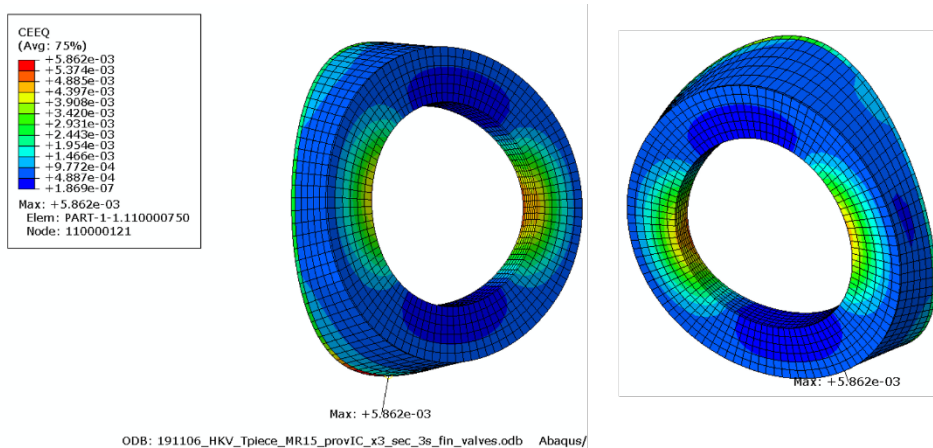 CEEQ
(Avg: 75%)
+5.862e-03
+5.374e-03
+4.885e-03
+4.397e-03
+3.908e-03
+3.420e-03
+2.931e-03
+2.443e-03
+1.954e-03
+1.466e-03
+9.772e-04
+4.887e-04
+1.869e-07
Max: +5.862e-03
Elem: PART-1-1.110000750
Node: 110000121
Max: +5.862e-03
Max: +5.862e-03
ODB: 191106_HKV_Tpiece_MR15_provIC_x3_sec_3s_fin_valves.odb Abaqus/